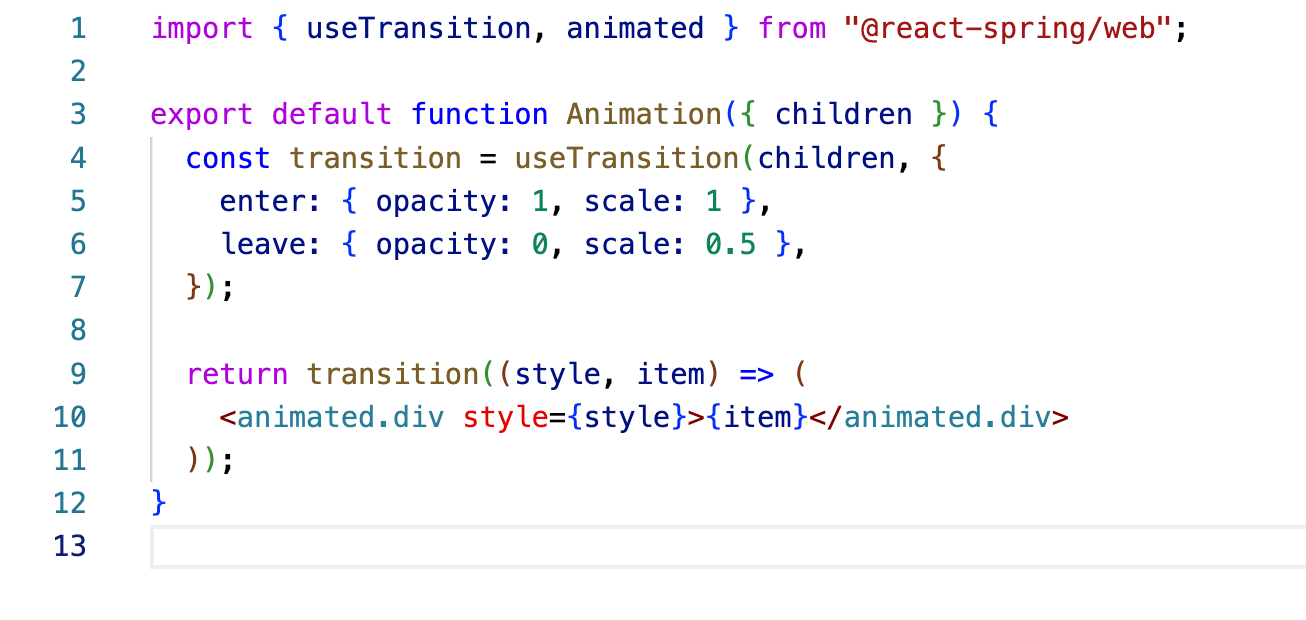 1 import { useTransition, animated } from "@react-spring/web";
2
3 export default function Animation({ children }) {
4   const transition = useTransition(children, {
5     enter: { opacity: 1, scale: 1 },
6     leave: { opacity: 0, scale: 0.5 },
7   });
8
9   return transition((style, item) => (
10     <animated.div style={style}>{item}</animated.div>
11   ));
12 }
13